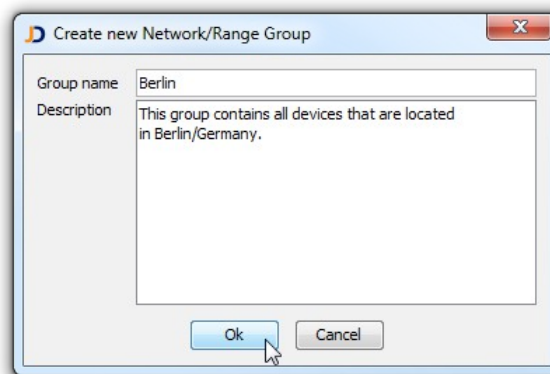 JD Create new Network/Range Group
Group name Berlin
Description This group contains all devices that are located
in Berlin/Germany.
Ok Cancel